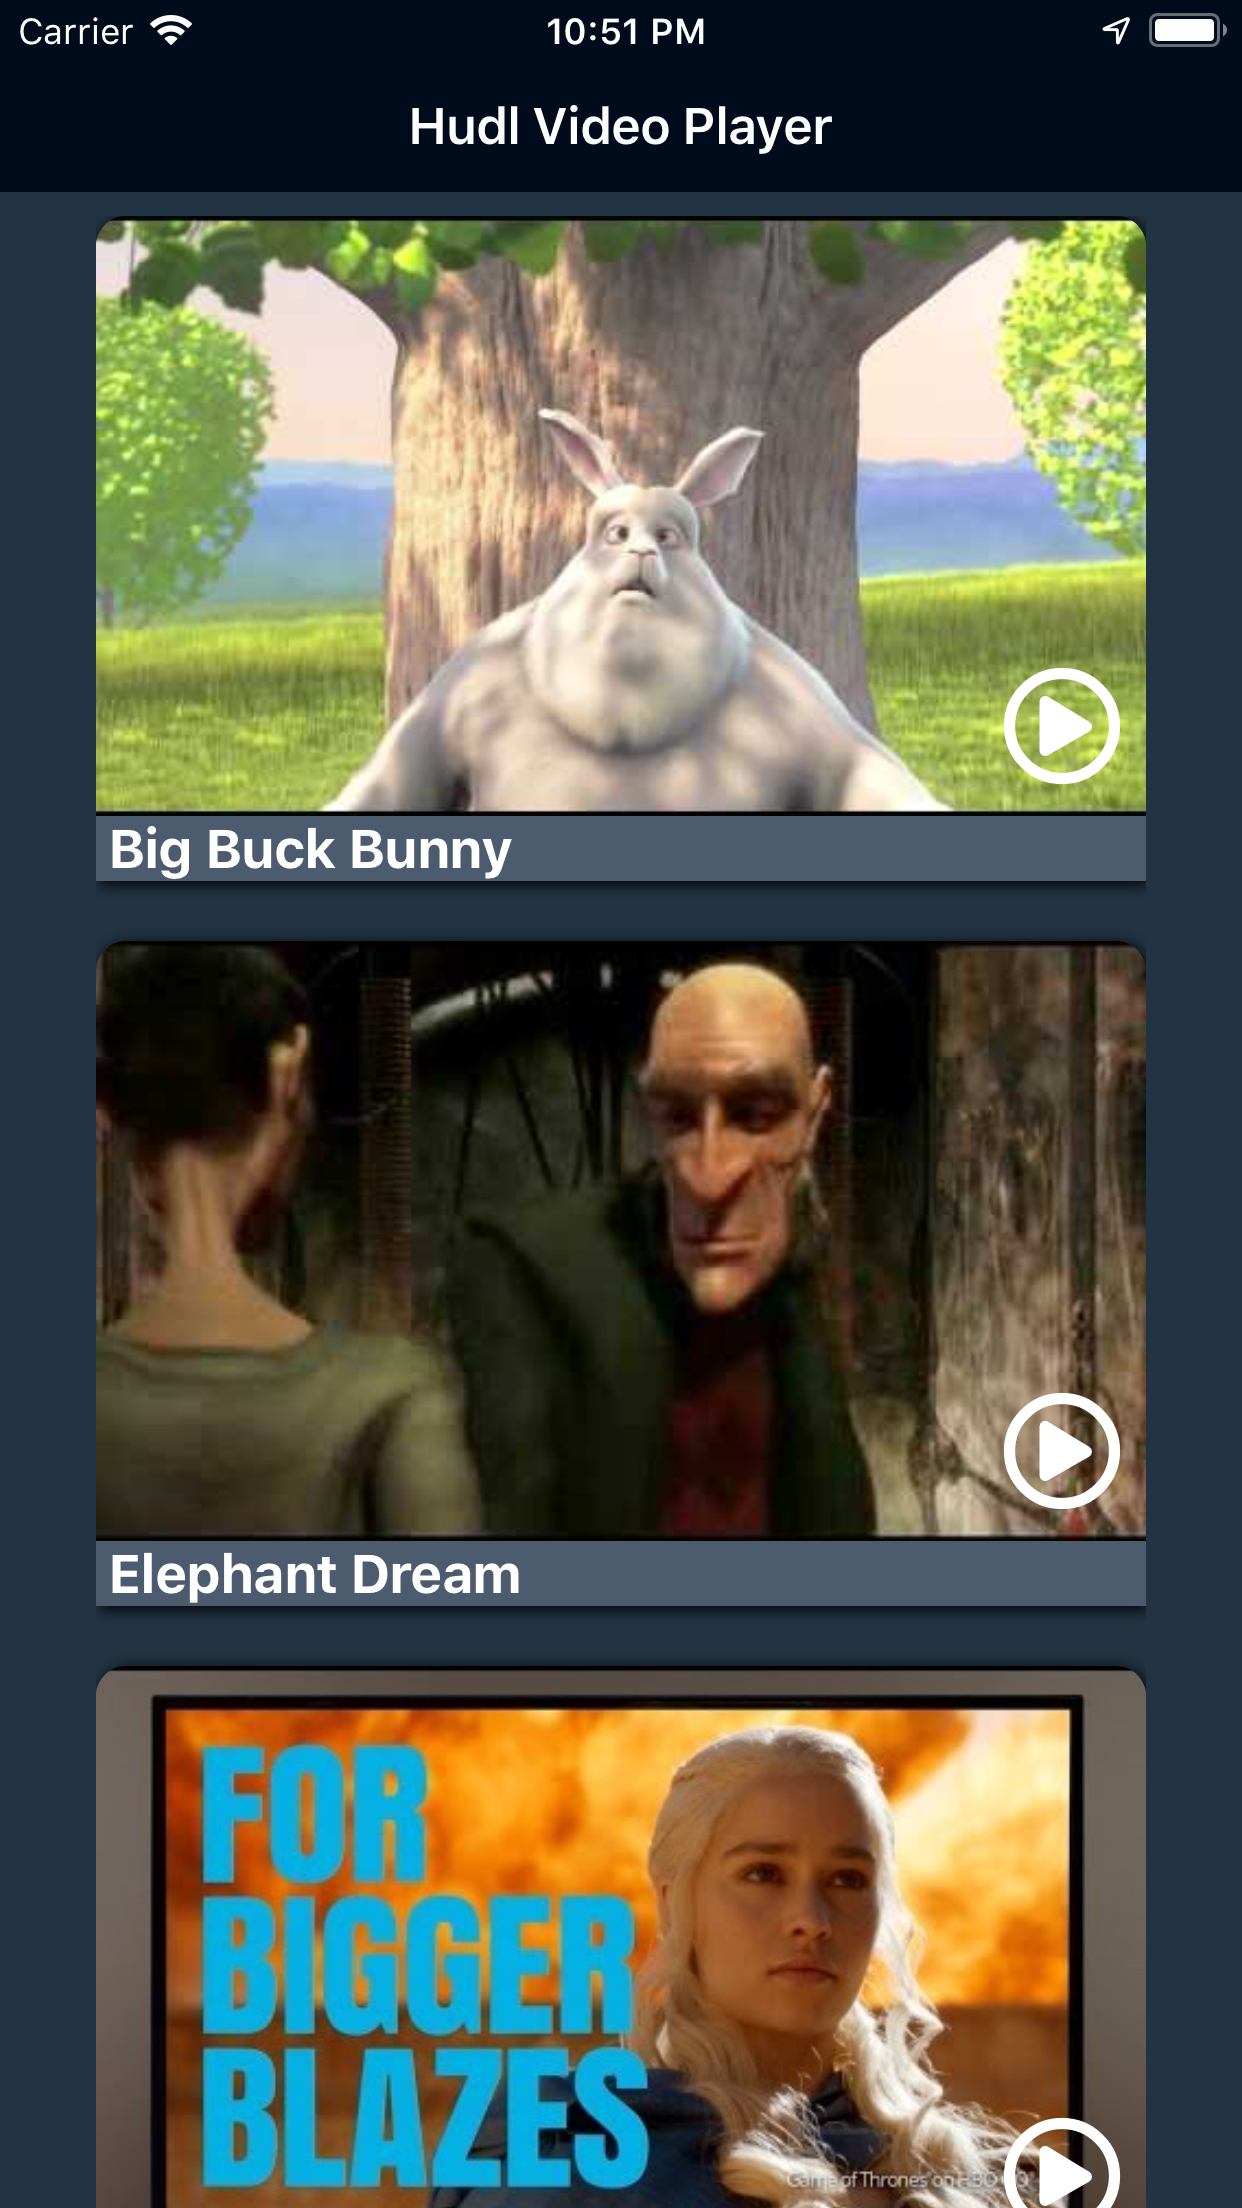 Carrier
10:51 PM
Hudl Video Player
Big Buck Bunny
Elephant Dream
FOR
BIGGER
BLAZES
Game of Thrones on HBO GO